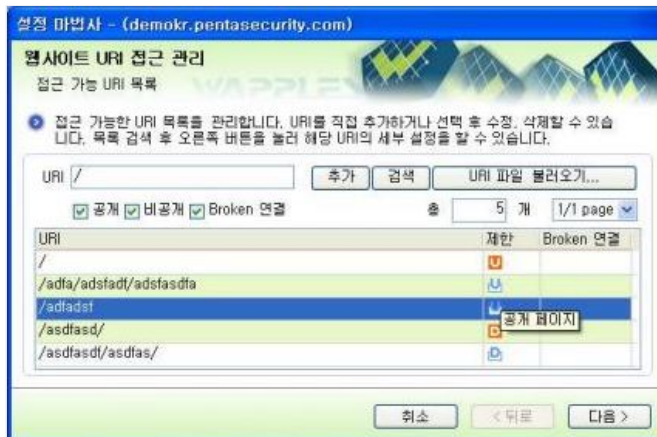 설정 마법사 - (demokr.pentasecurity.com)
웹사이트 URI 접근 관리
접근 가능 URI 목록
WAPPLES
접근 가능한 URI 목록을 관리합니다. URI를 직접 추가하거나 선택 후 수정, 삭제할 수 있습
니다. 목록 검색 후 오른쪽 버튼을 눌러 해당 URI의 세부 설정을 할 수 있습니다.
URI / 추가 검색 URI 파일 불러오기...
공개 비공개 Broken 연결 총 5 개 1/1 page
URI 제한 Broken 연결
/ U
/adfa/adsfadf/adsfasdfa U
/adfadsf U
공개 페이지
/asdfasd/ D
/asdfasdf/asdfas/ D
취소 < 뒤로 다음 >